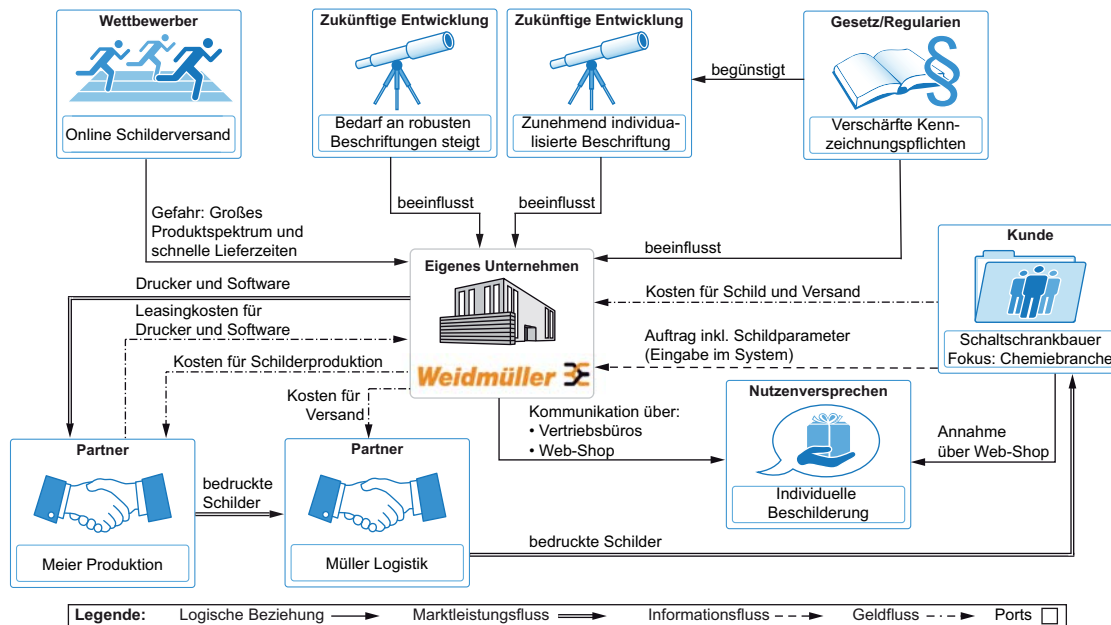 Wettbewerber
Online Schilderversand
Zukünftige Entwicklung
Bedarf an robusten
Beschriftungen steigt
Zukünftige Entwicklung
Zunehmend individua-
lisierte Beschriftung
begünstigt
Gesetz/Regularien
§
Verschärfte Kenn-
zeichnungspflichten
Gefahr: Großes
Produktspektrum und
schnelle Lieferzeiten
beeinflusst
beeinflusst
beeinflusst
Eigenes Unternehmen
Weidmüller
Kunde
Schaltschrankbauer
Fokus: Chemiebranche
Drucker und Software
Leasingkosten für
Drucker und Software
Kosten für Schilderproduktion
Kosten für
Versand
Kosten für Schild und Versand
Auftrag inkl. Schildparameter
(Eingabe im System)
Kommunikation über:
• Vertriebsbüros
• Web-Shop
Nutzenversprechen
Individuelle
Beschilderung
Annahme
über Web-Shop
Partner
Meier Produktion
bedruckte
Schilder
Partner
Müller Logistik
bedruckte Schilder
Legende: Logische Beziehung Marktleistungsfluss Informationsfluss Geldfluss Ports